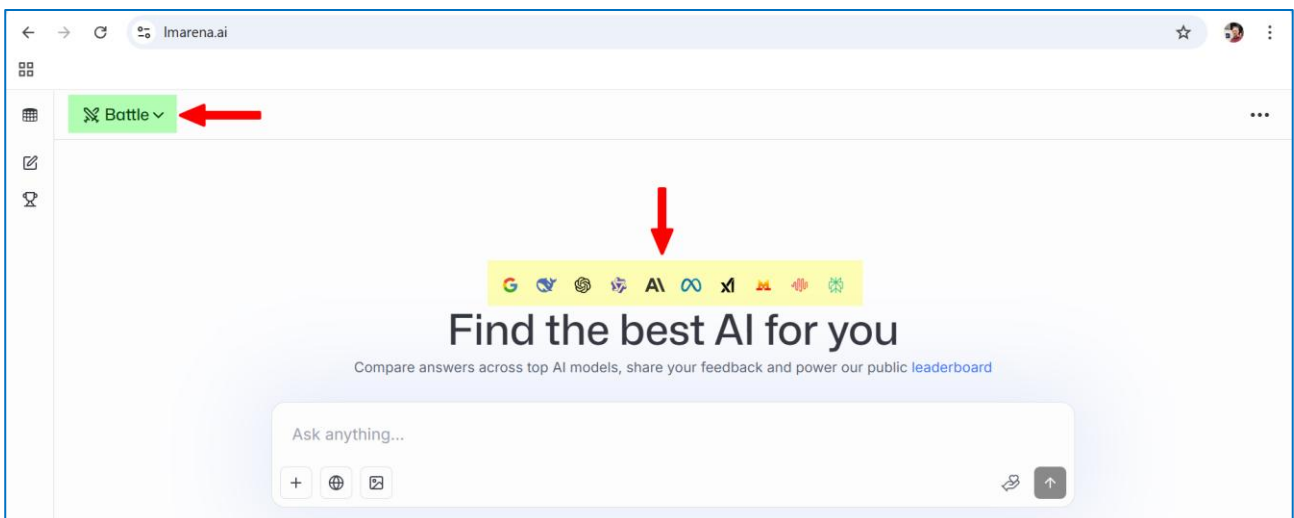 lmarena.ai
Battle
Find the best AI for you
Compare answers across top AI models, share your feedback and power our public leaderboard
Ask anything...